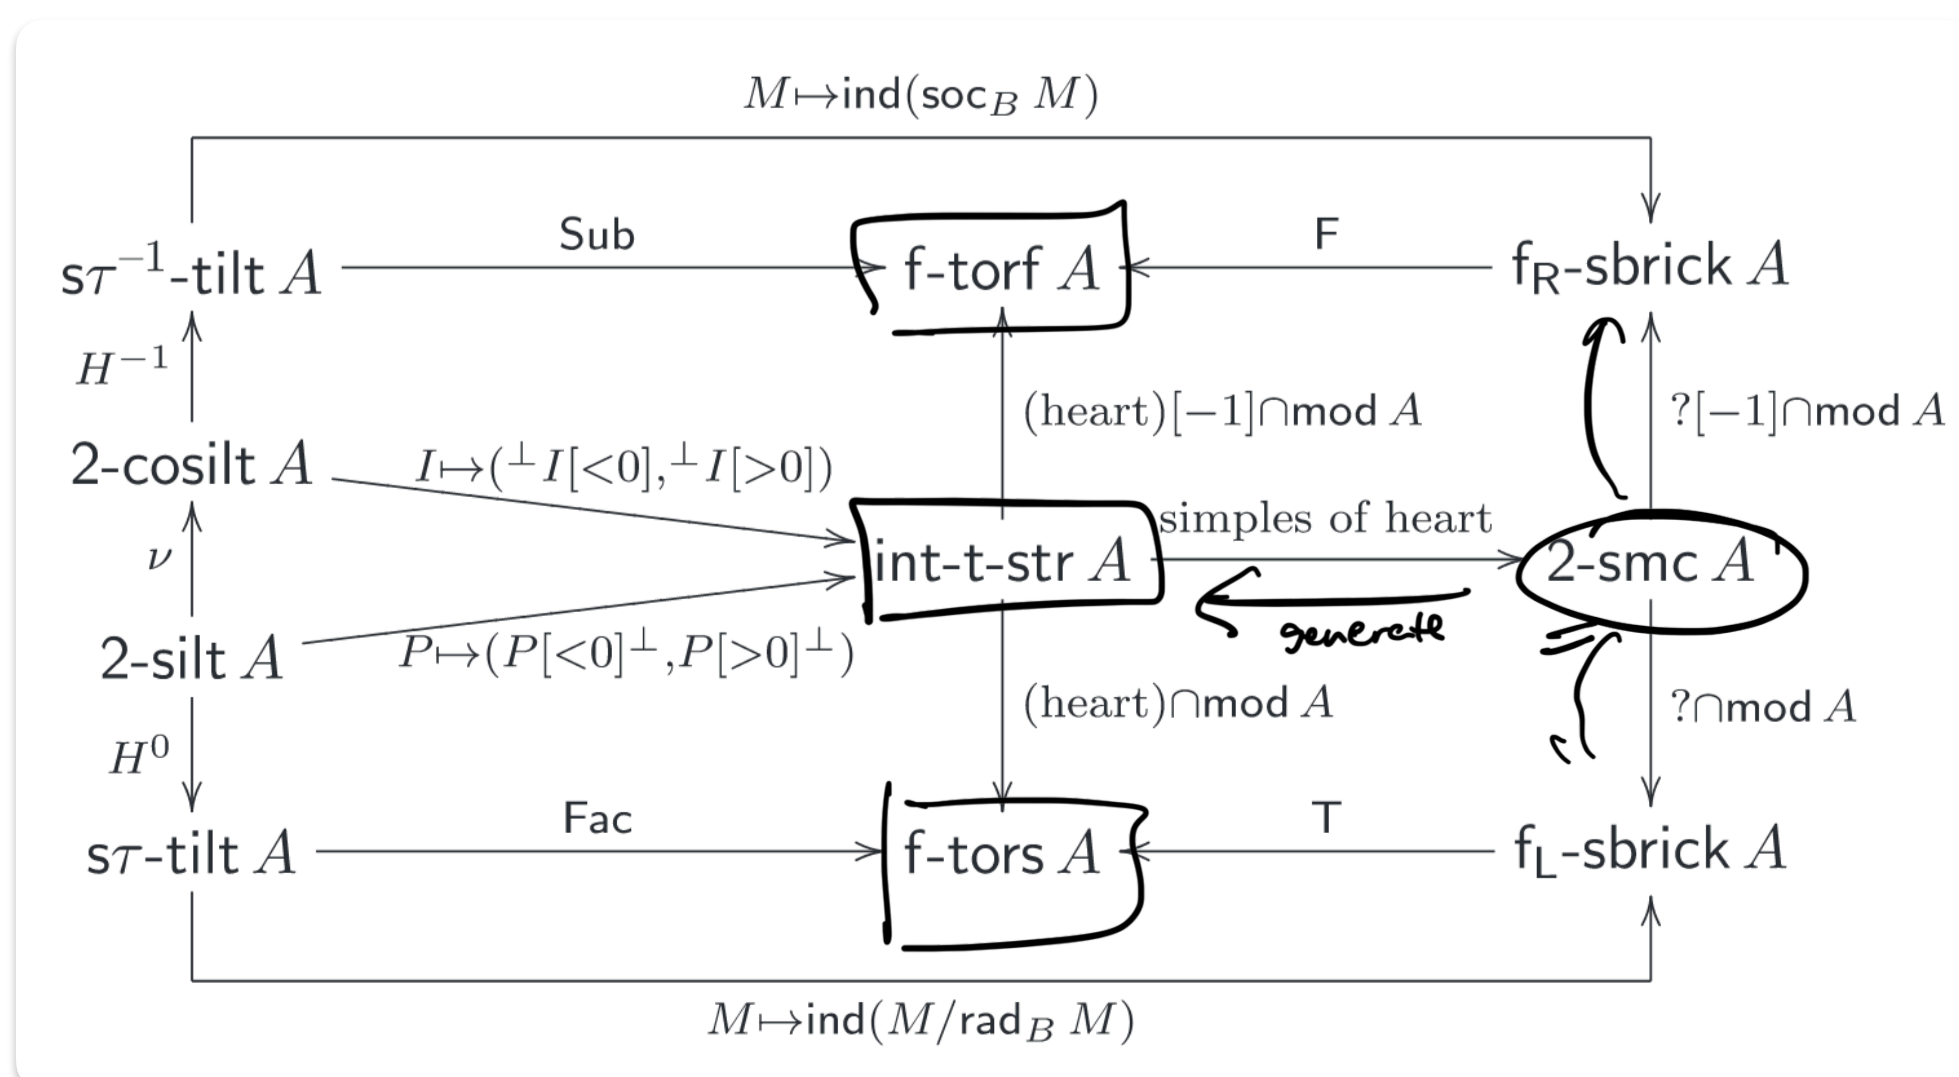 M↦ind(soc_B M)
Sub
F
sτ⁻¹-tilt A
f-torf A
f_R-sbrick A
H⁻¹
(heart)[−1]∩mod A
?[−1]∩mod A
2-cosilt A
I↦(⊥I[<0],⊥I[>0])
simples of heart
ν
int-t-str A
2-smc A
generate
2-silt A
P↦(P[<0]⊥,P[>0]⊥)
(heart)∩mod A
?∩mod A
H⁰
Fac
T
sτ-tilt A
f-tors A
f_L-sbrick A
M↦ind(M/rad_B M)